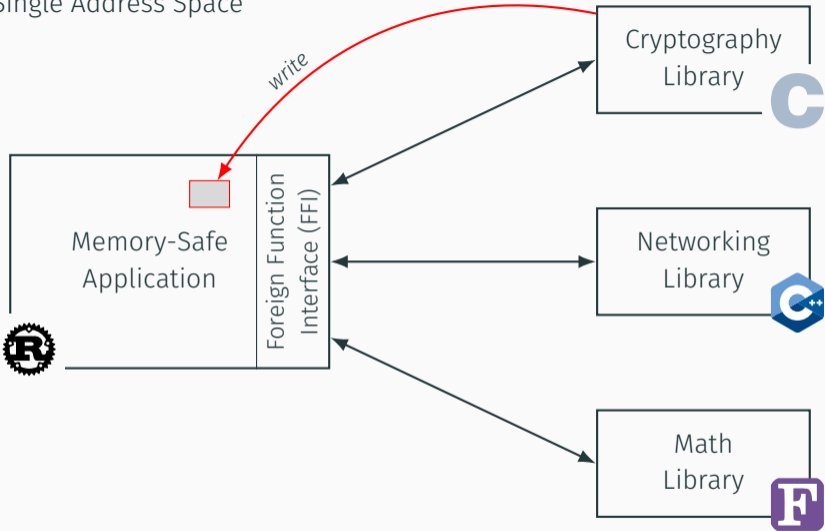 Single Address Space
write
Cryptography
Library
C
Memory-Safe
Application
R
Foreign Function
Interface (FFI)
Networking
Library
C++
Math
Library
F